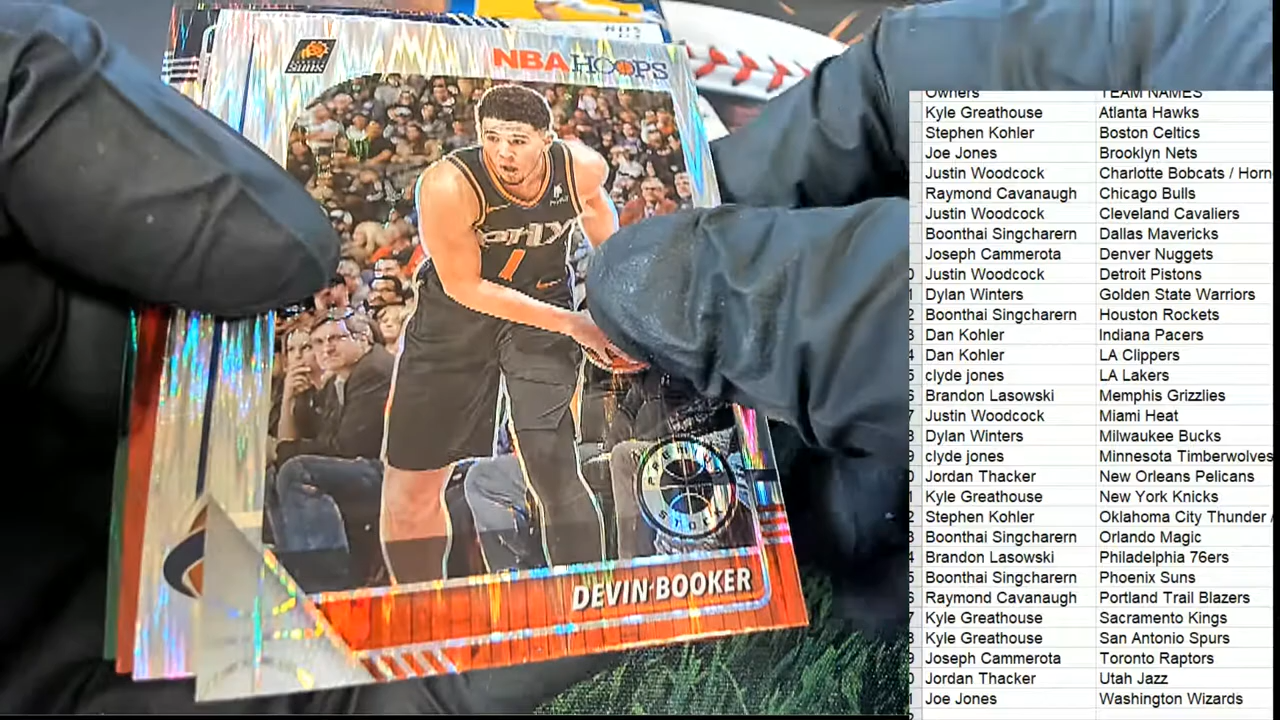 NBA HOOPS
SUNS
1
PREMIUM
STOCK
DEVIN BOOKER
Owners TEAM NAMES
Kyle Greathouse Atlanta Hawks
Stephen Kohler Boston Celtics
Joe Jones Brooklyn Nets
Justin Woodcock Charlotte Bobcats / Horn
Raymond Cavanaugh Chicago Bulls
Justin Woodcock Cleveland Cavaliers
Boonthai Singcharern Dallas Mavericks
Joseph Cammerota Denver Nuggets
Justin Woodcock Detroit Pistons
Dylan Winters Golden State Warriors
Boonthai Singcharern Houston Rockets
Dan Kohler Indiana Pacers
Dan Kohler LA Clippers
clyde jones LA Lakers
Brandon Lasowski Memphis Grizzlies
Justin Woodcock Miami Heat
Dylan Winters Milwaukee Bucks
clyde jones Minnesota Timberwolves
Jordan Thacker New Orleans Pelicans
Kyle Greathouse New York Knicks
Stephen Kohler Oklahoma City Thunder /
Boonthai Singcharern Orlando Magic
Brandon Lasowski Philadelphia 76ers
Boonthai Singcharern Phoenix Suns
Raymond Cavanaugh Portland Trail Blazers
Kyle Greathouse Sacramento Kings
Kyle Greathouse San Antonio Spurs
Joseph Cammerota Toronto Raptors
Jordan Thacker Utah Jazz
Joe Jones Washington Wizards